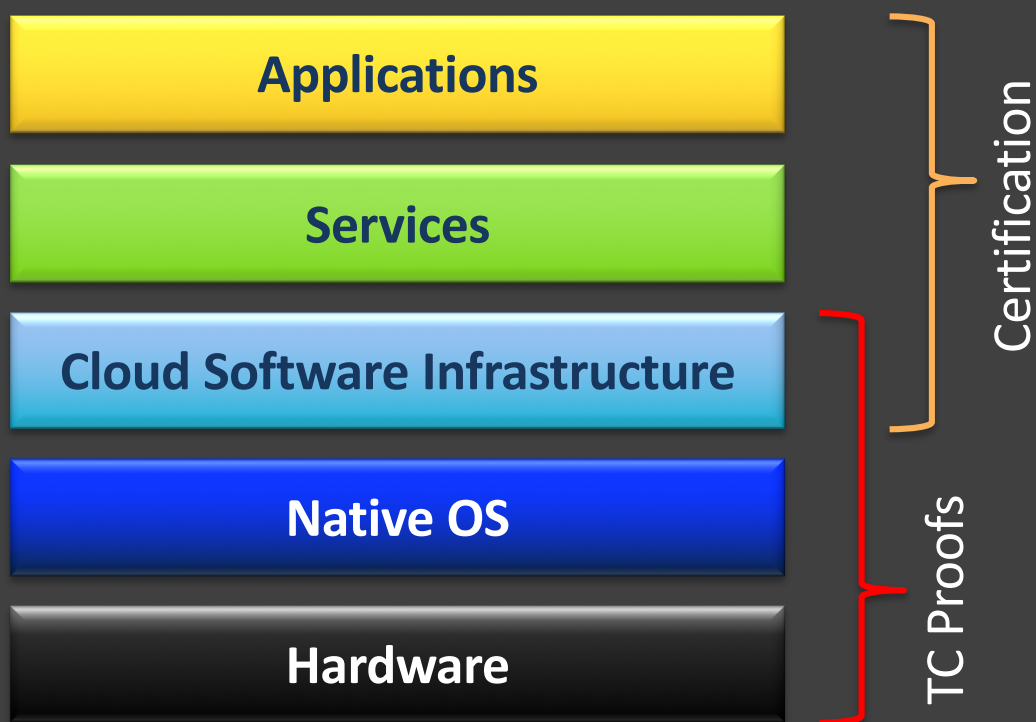 Applications
Services
Cloud Software Infrastructure
Native OS
Hardware
Certification
TC Proofs